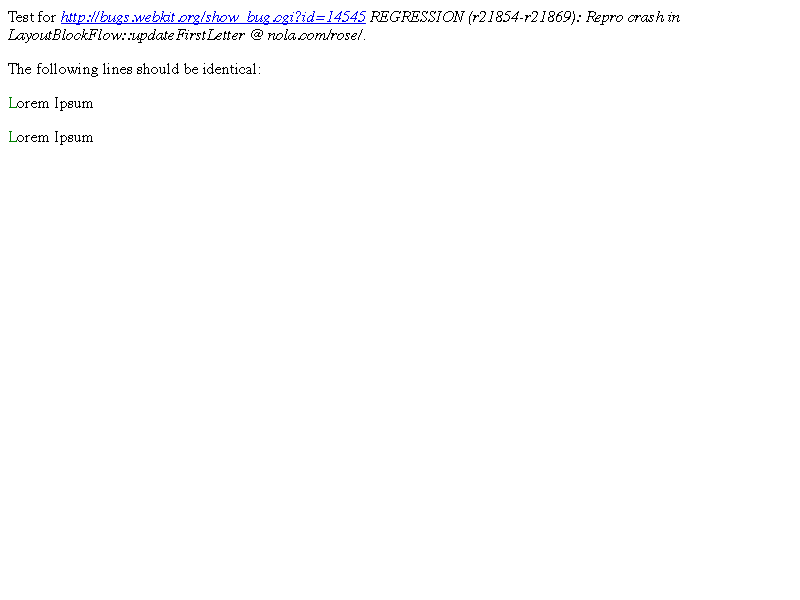 Test for http://bugs.webkit.org/show_bug.cgi?id=14545 REGRESSION (r21854-r21869): Repro crash in
LayoutBlockFlow::updateFirstLetter @ nola.com/rose/.
The following lines should be identical:
Lorem Ipsum
Lorem Ipsum